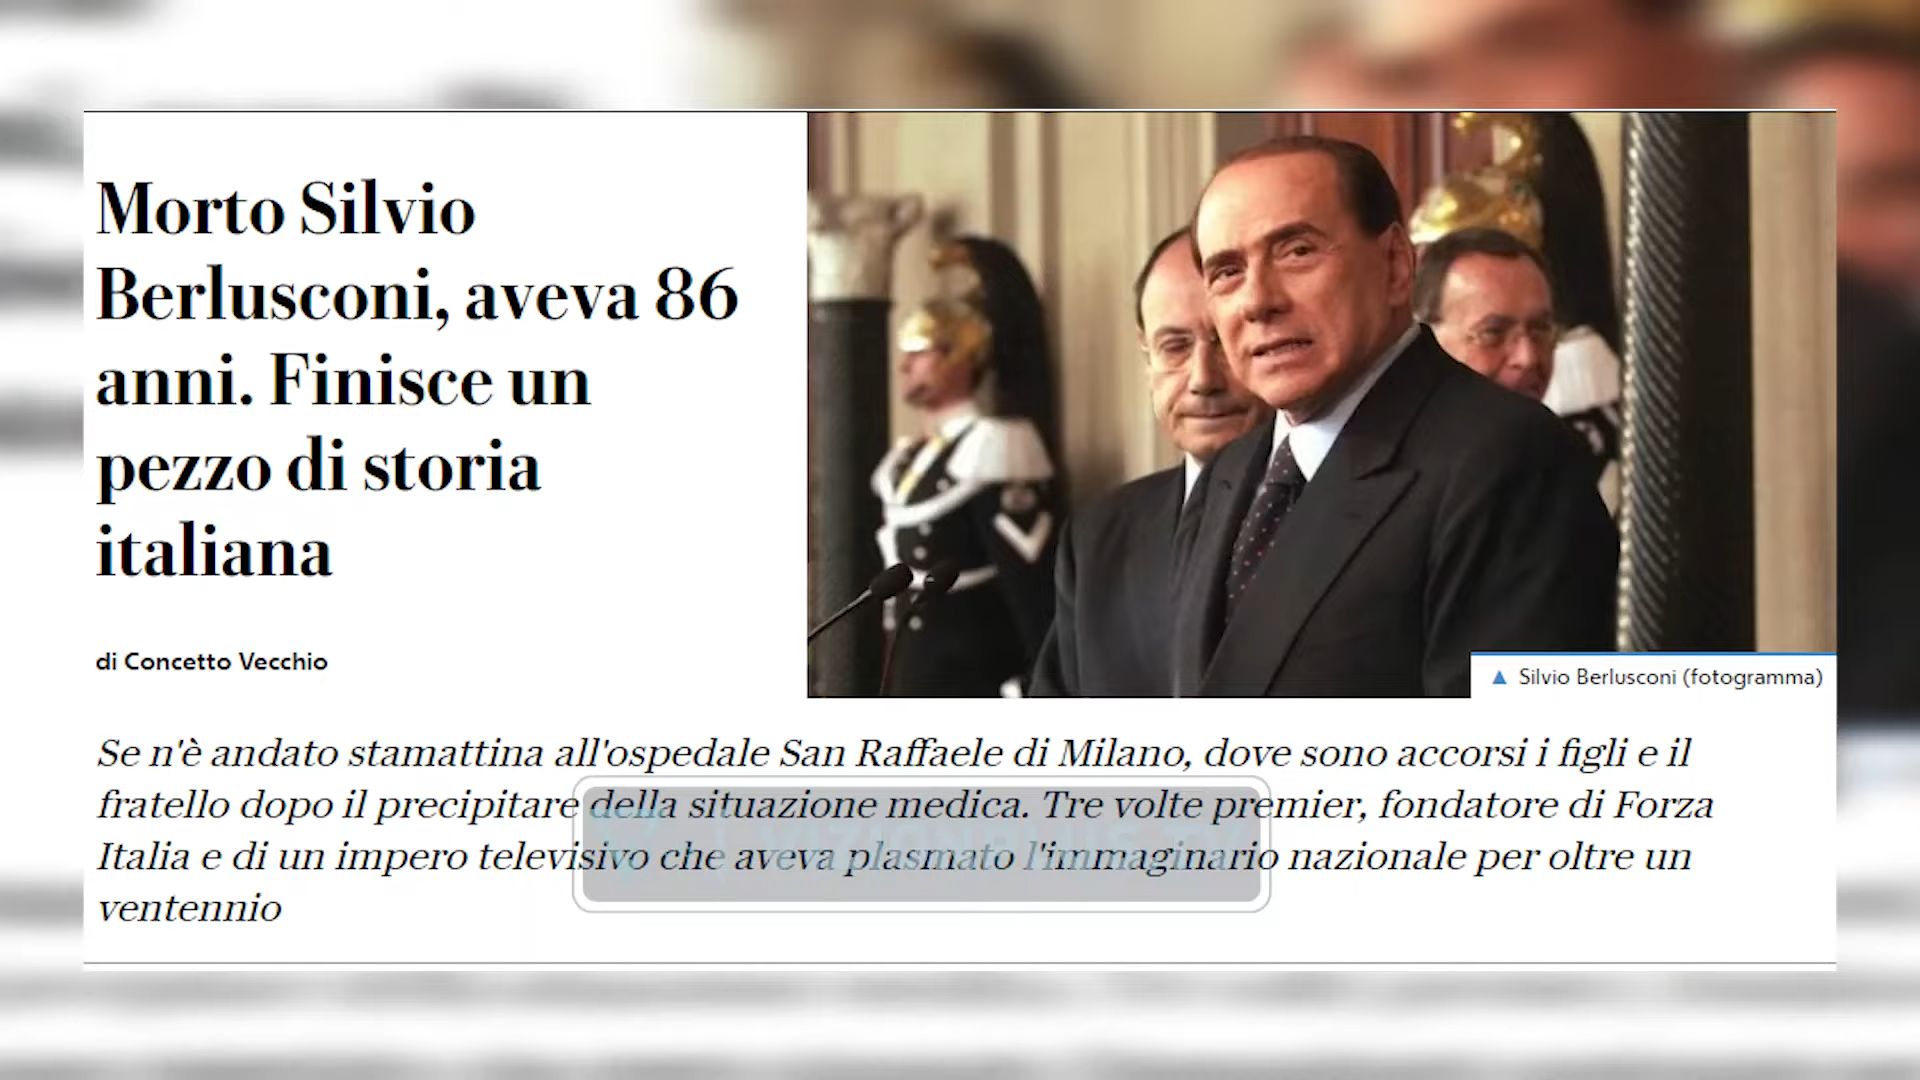 Morto Silvio
Berlusconi, aveva 86
anni. Finisce un
pezzo di storia
italiana
di Concetto Vecchio
▲ Silvio Berlusconi (fotogramma)
Se n'è andato stamattina all'ospedale San Raffaele di Milano, dove sono accorsi i figli e il
fratello dopo il precipitare della situazione medica. Tre volte premier, fondatore di Forza
Italia e di un impero televisivo che aveva plasmato l'immaginario nazionale per oltre un
ventennio